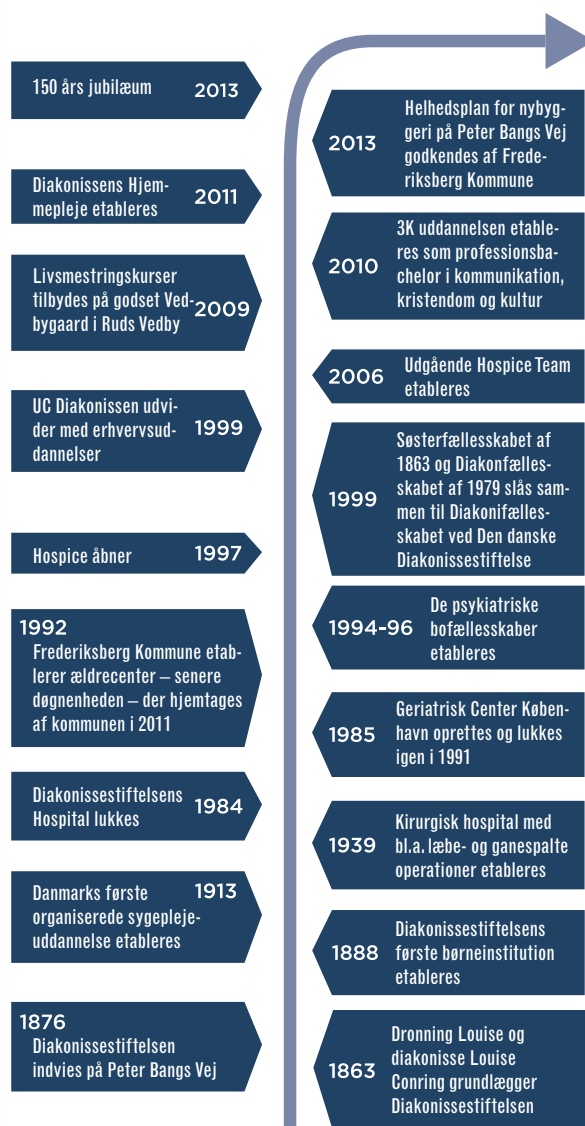 150 års jubilæum 2013
Diakonissens Hjem-
mepleje etableres 2011
Livsmestringskurser
tilbydes på godset Ved-
bygaard i Ruds Vedby 2009
UC Diakonissen udvi-
der med erhvervsud-
dannelser 1999
Hospice åbner 1997
1992
Frederiksberg Kommune etab-
lerer ældrecenter – senere
døgnenheden – der hjemtages
af kommunen i 2011
Diakonissestiftelsens
Hospital lukkes 1984
Danmarks første 1913
organiserede sygepleje-
uddannelse etableres
1876
Diakonissestiftelsen
indvies på Peter Bangs Vej
2013
Helhedsplan for nybyg-
geri på Peter Bangs Vej
godkendes af Frede-
riksberg Kommune
2010
3K uddannelsen etable-
res som professionsba-
chelor i kommunikation,
kristendom og kultur
2006
Udgående Hospice Team
etableres
1999
Søsterfællesskabet af
1863 og Diakonfælles-
skabet af 1979 slås sam-
men til Diakonifælles-
skabet ved Den danske
Diakonissestiftelse
1994-96
De psykiatriske
bofællesskaber
etableres
1985
Geriatrisk Center Køben-
havn oprettes og lukkes
igen i 1991
1939
Kirurgisk hospital med
bl.a. læbe- og ganespalte
operationer etableres
1888
Diakonissestiftelsens
første børneinstitution
etableres
1863
Dronning Louise og
diakonisse Louise
Conring grundlægger
Diakonissestiftelsen